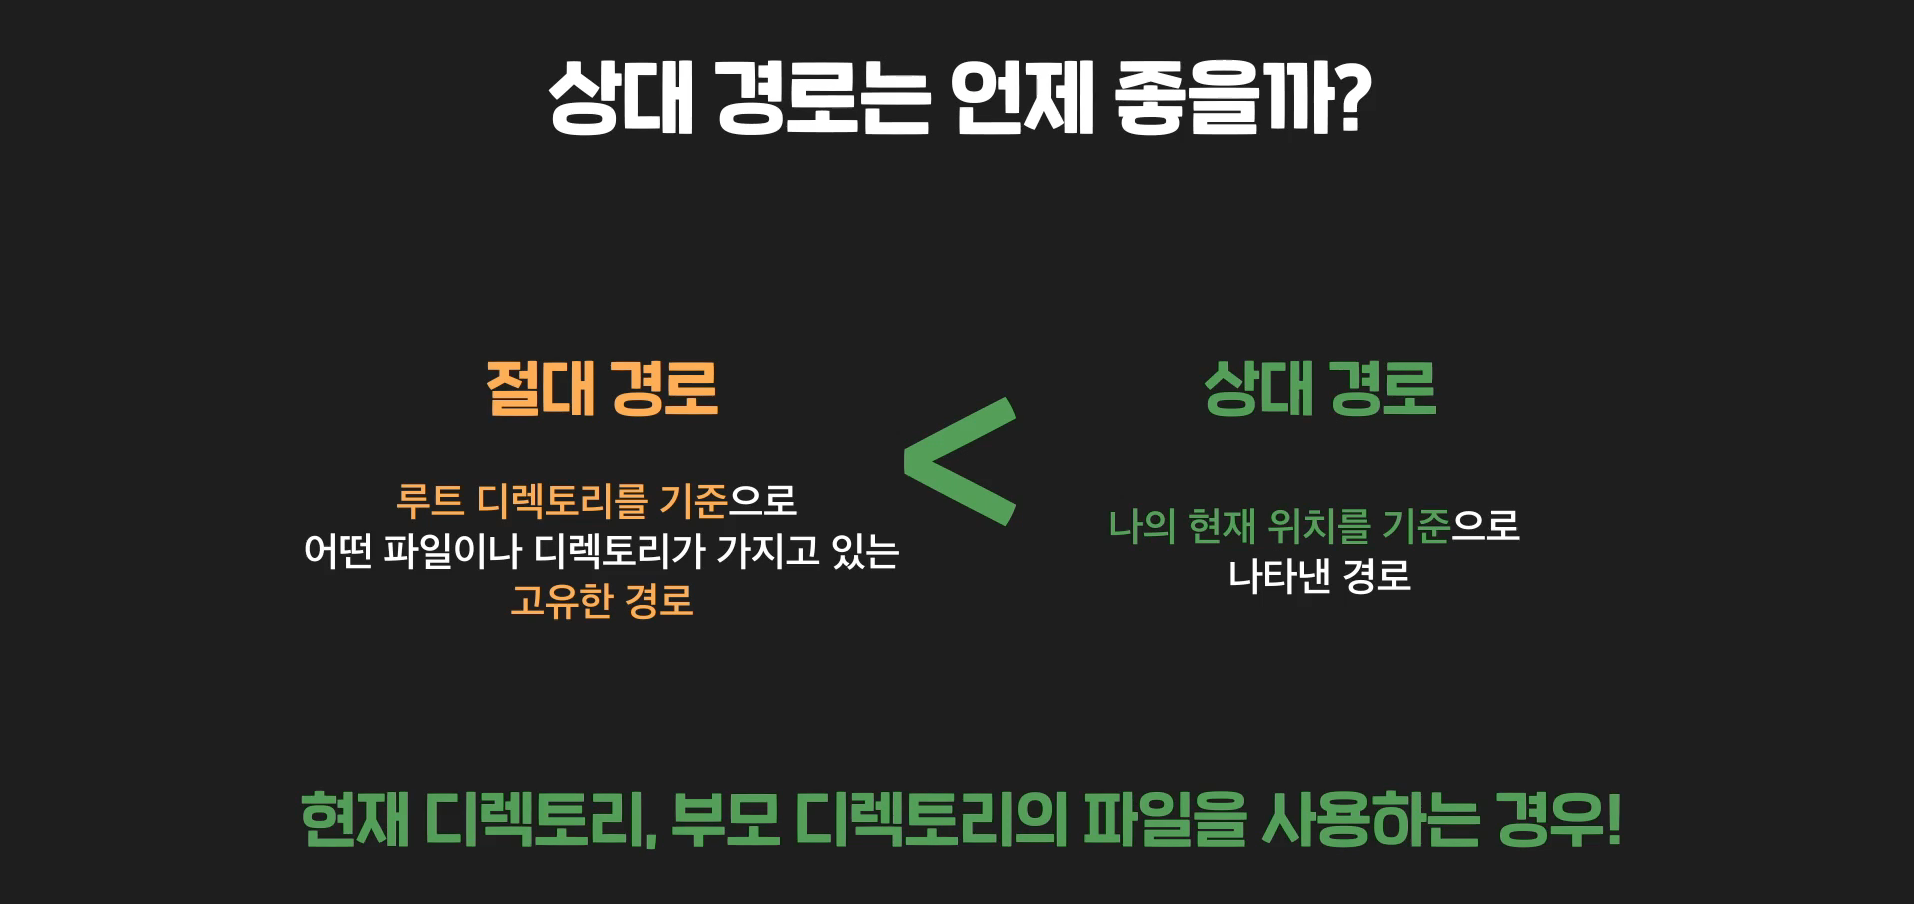 상대 경로는 언제 좋을까?
절대 경로
루트 디렉토리를 기준으로
어떤 파일이나 디렉토리가 가지고 있는
고유한 경로
<
상대 경로
나의 현재 위치를 기준으로
나타낸 경로
현재 디렉토리, 부모 디렉토리의 파일을 사용하는 경우!